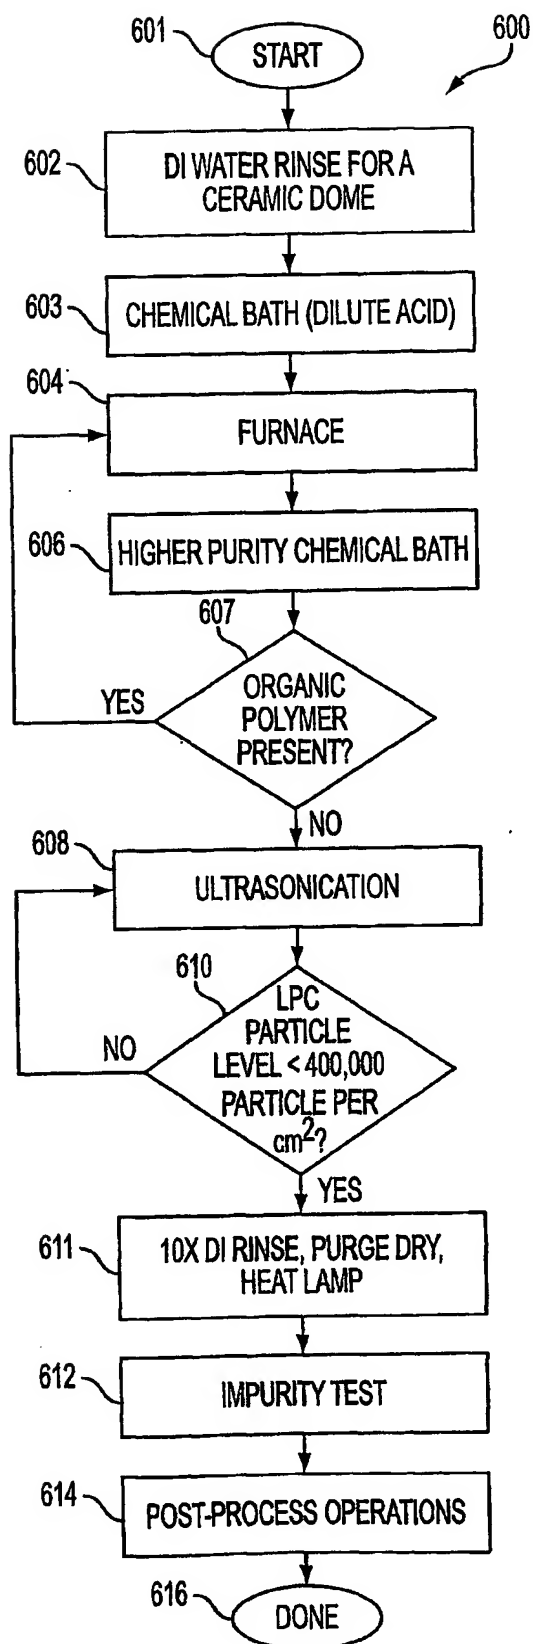 601
START
600
602
DI WATER RINSE FOR A
CERAMIC DOME
603
CHEMICAL BATH (DILUTE ACID)
604
FURNACE
606
HIGHER PURITY CHEMICAL BATH
607
ORGANIC
POLYMER
PRESENT?
YES
NO
608
ULTRASONICATION
610
LPC
PARTICLE
LEVEL < 400,000
PARTICLE PER
cm²?
NO
YES
611
10X DI RINSE, PURGE DRY,
HEAT LAMP
612
IMPURITY TEST
614
POST-PROCESS OPERATIONS
616
DONE